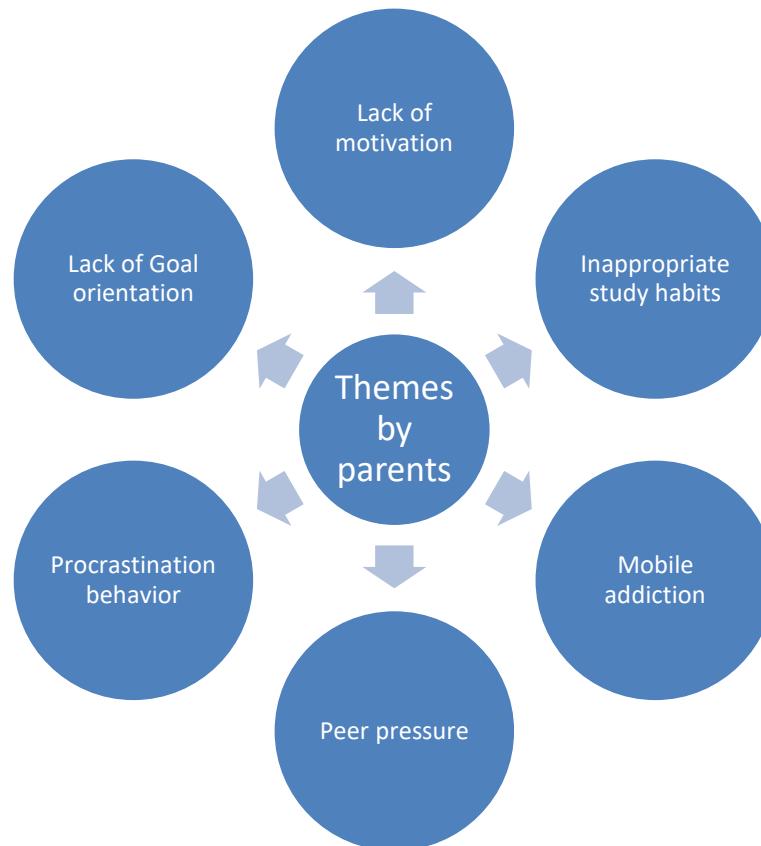 Lack of
motivation
Lack of Goal
orientation
Inappropriate
study habits
Themes
by
parents
Procrastination
behavior
Mobile
addiction
Peer pressure